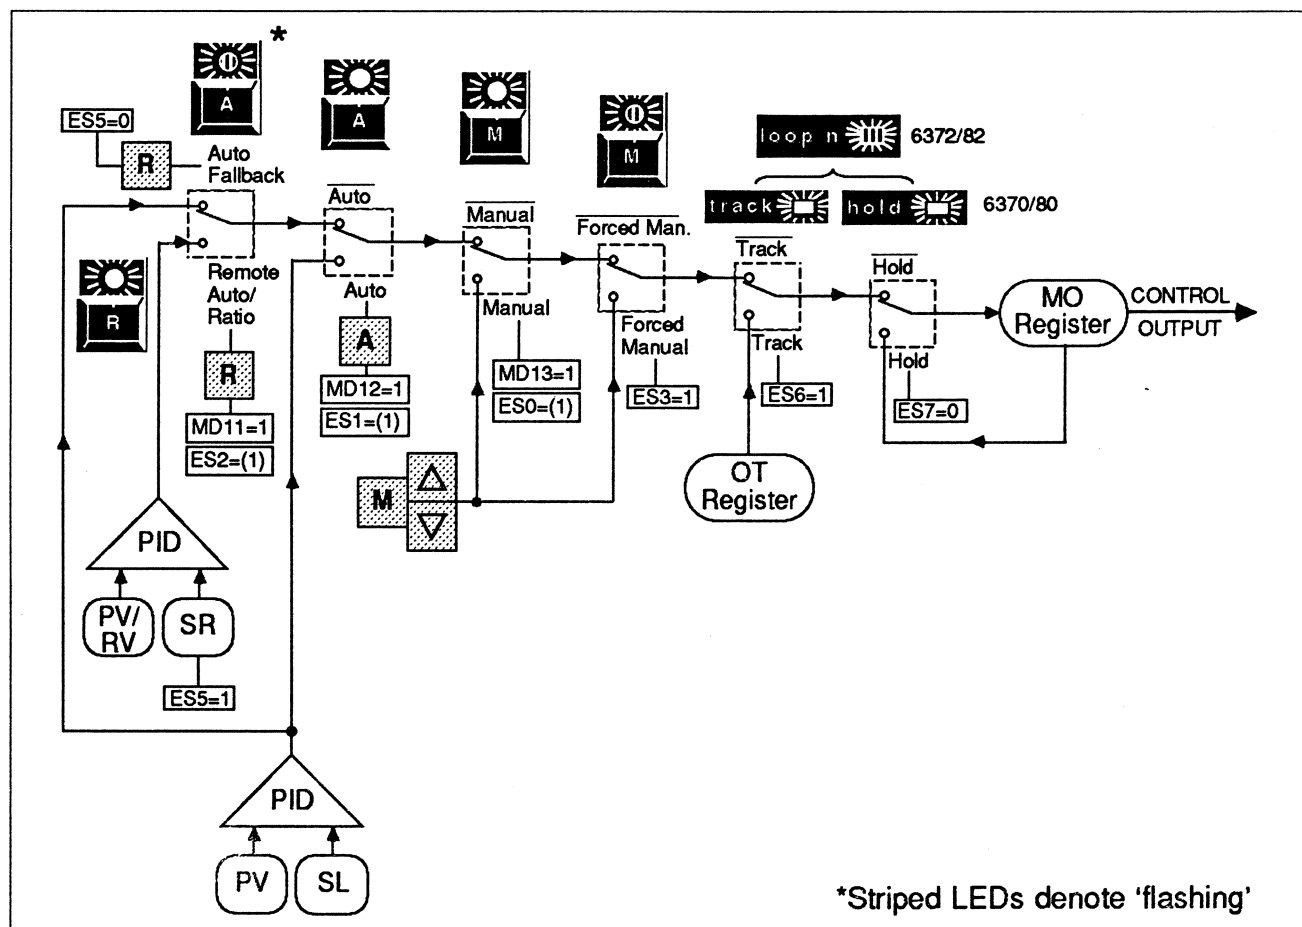 *
A
A
M
M
loop n
6372/82
track
hold
6370/80
ES5=0
R
Auto
Fallback
Auto
Manual
Forced Man.
Track
Hold
R
Remote
Auto/
Ratio
R
MD11=1
ES2=(1)
Auto
A
MD12=1
ES1=(1)
Manual
MD13=1
ES0=(1)
Forced
Manual
ES3=1
Track
ES6=1
Hold
ES7=0
MO
Register
CONTROL
OUTPUT
M
OT
Register
PID
PV/
RV
SR
ES5=1
PID
PV
SL
*Striped LEDs denote ‘flashing’